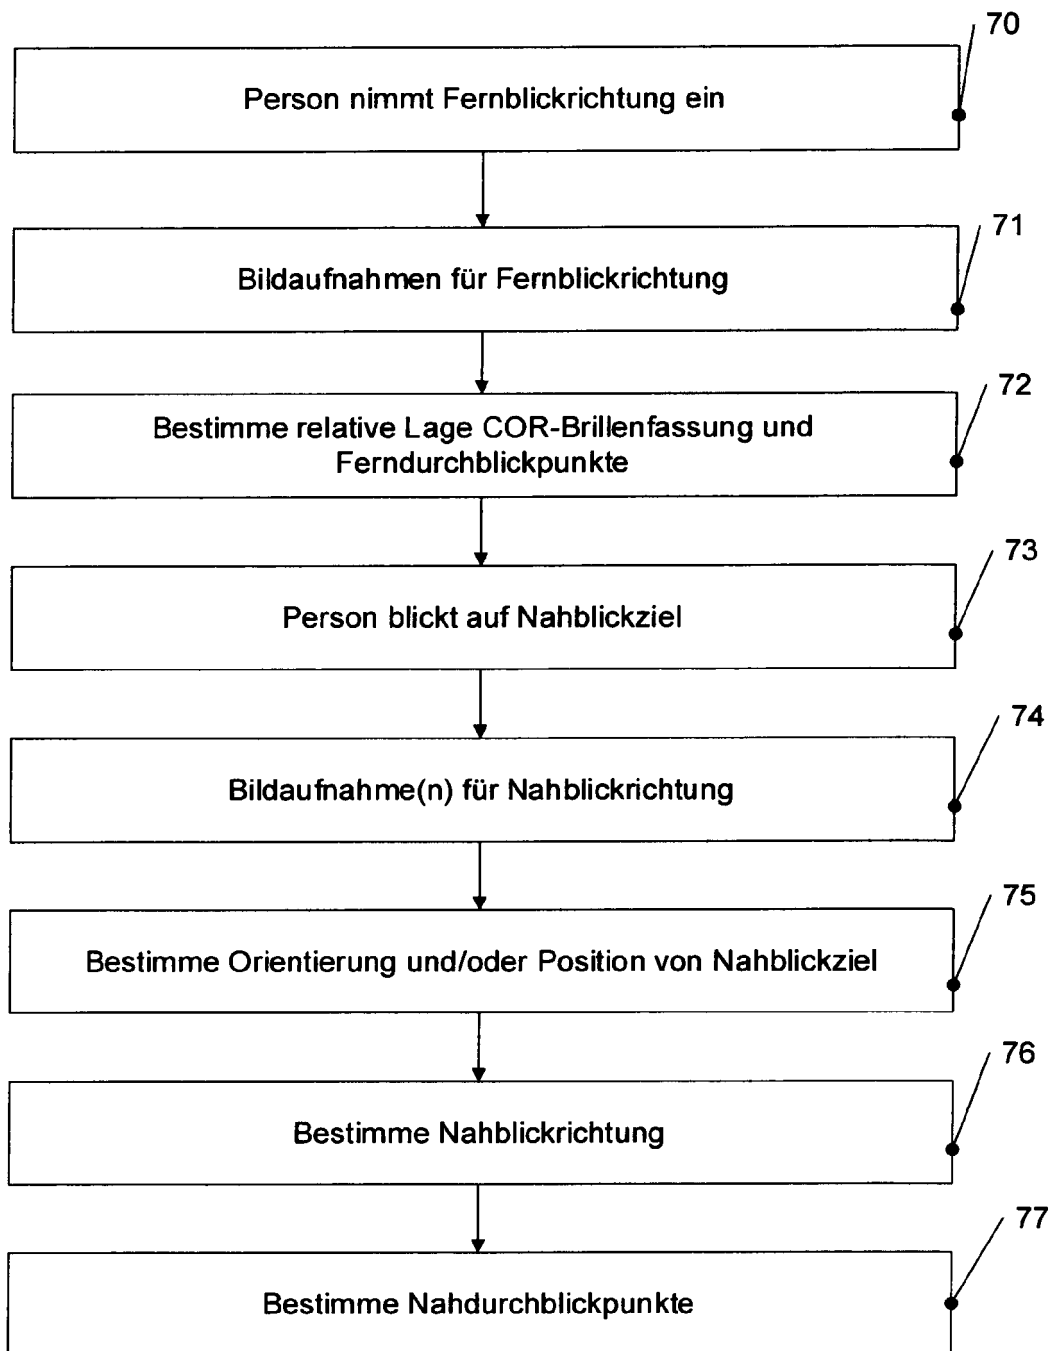 70
Person nimmt Fernblickrichtung ein
71
Bildaufnahmen für Fernblickrichtung
72
Bestimme relative Lage COR-Brillenfassung und
Ferndurchblickpunkte
73
Person blickt auf Nahblickziel
74
Bildaufnahme(n) für Nahblickrichtung
75
Bestimme Orientierung und/oder Position von Nahblickziel
76
Bestimme Nahblickrichtung
77
Bestimme Nahdurchblickpunkte